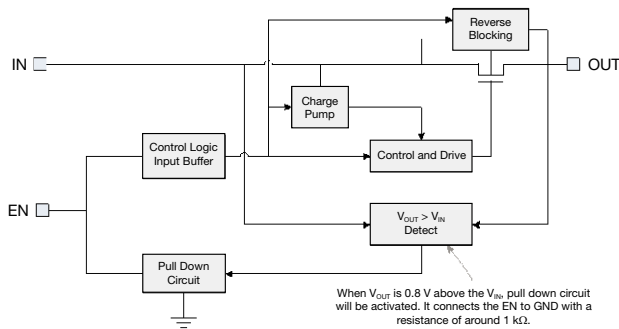 Reverse
Blocking
IN
OUT
Charge
Pump
Control Logic
Input Buffer
Control and Drive
EN
VOUT > VIN
Detect
Pull Down
Circuit
When VOUT is 0.8 V above the VIN, pull down circuit
will be activated. It connects the EN to GND with a
resistance of around 1 kΩ.